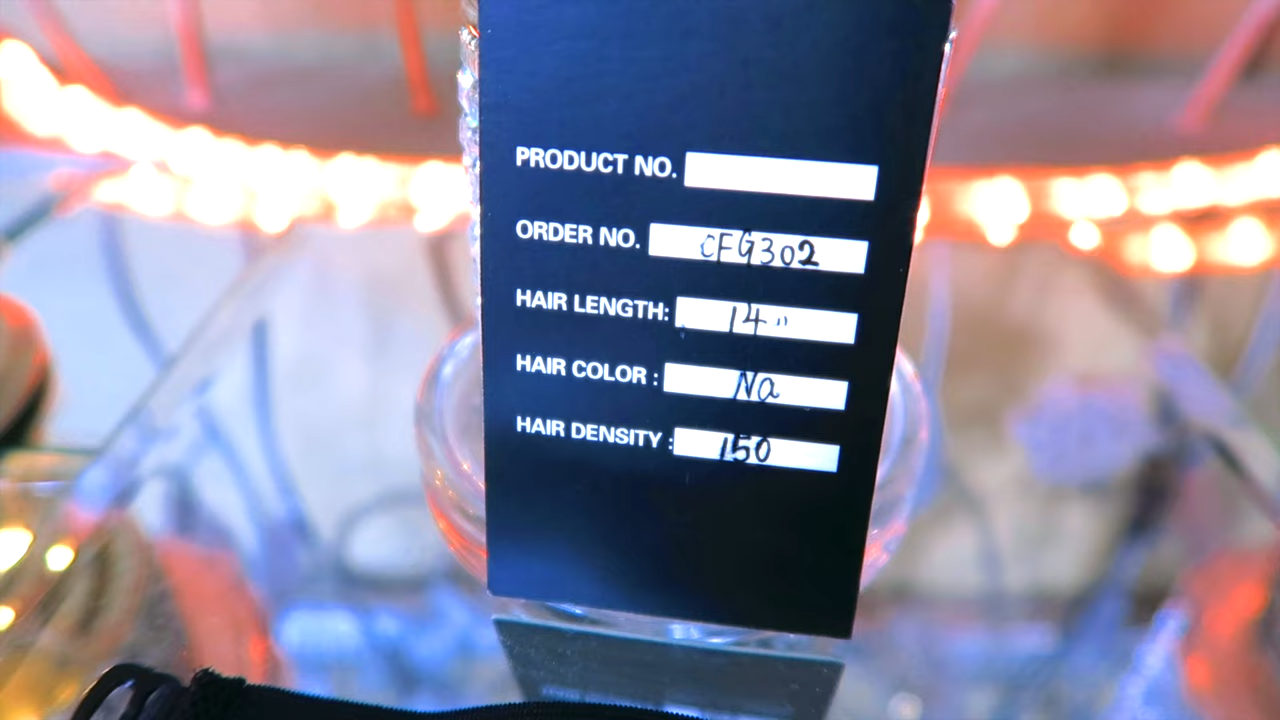 PRODUCT NO.
ORDER NO. CFG302
HAIR LENGTH: 14"
HAIR COLOR : Na
HAIR DENSITY : 150